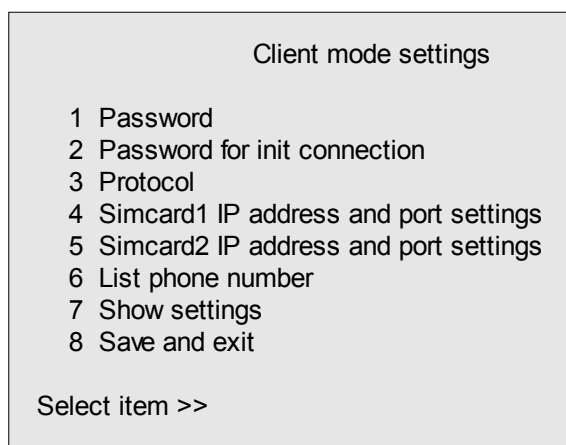 Client mode settings
1 Password
2 Password for init connection
3 Protocol
4 Simcard1 IP address and port settings
5 Simcard2 IP address and port settings
6 List phone number
7 Show settings
8 Save and exit
Select item >>